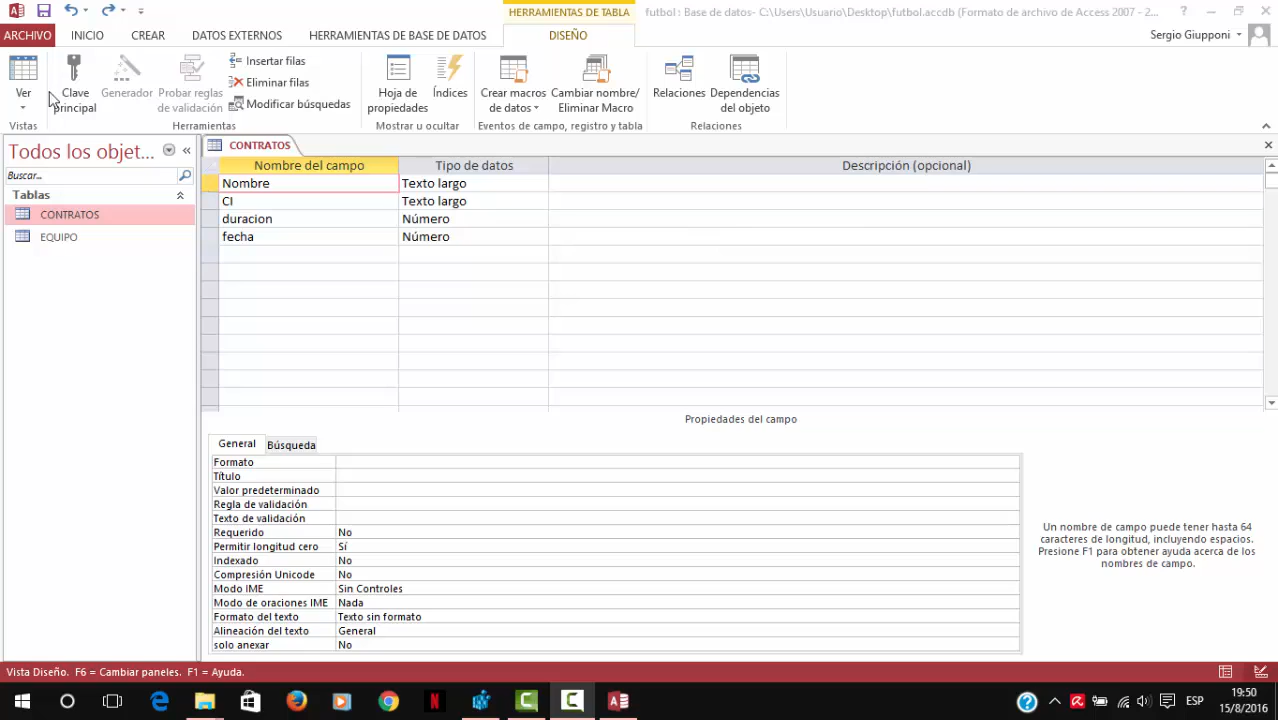 HERRAMIENTAS DE TABLA
futbol : Base de datos- C:\Users\Usuario\Desktop\futbol.accdb (Formato de archivo de Access 2007 - 2...
?
ARCHIVO INICIO CREAR DATOS EXTERNOS HERRAMIENTAS DE BASE DE DATOS DISEÑO Sergio Giupponi
Ver
Clave principal
Generador
Probar reglas de validación
Insertar filas
Eliminar filas
Modificar búsquedas
Hoja de propiedades
Índices
Crear macros de datos
Cambiar nombre/ Eliminar Macro
Relaciones
Dependencias del objeto
Vistas Herramientas Mostrar u ocultar Eventos de campo, registro y tabla Relaciones
Todos los objet...
Buscar...
Tablas
CONTRATOS
EQUIPO
CONTRATOS
Nombre del campo Tipo de datos Descripción (opcional)
Nombre Texto largo
CI Texto largo
duracion Número
fecha Número
Propiedades del campo
General Búsqueda
Formato
Título
Valor predeterminado
Regla de validación
Texto de validación
Requerido No
Permitir longitud cero Sí
Indexado No
Compresión Unicode No
Modo IME Sin Controles
Modo de oraciones IME Nada
Formato del texto Texto sin formato
Alineación del texto General
solo anexar No
Un nombre de campo puede tener hasta 64
caracteres de longitud, incluyendo espacios.
Presione F1 para obtener ayuda acerca de los
nombres de campo.
Vista Diseño. F6 = Cambiar paneles. F1 = Ayuda.
ESP
19:50
15/8/2016